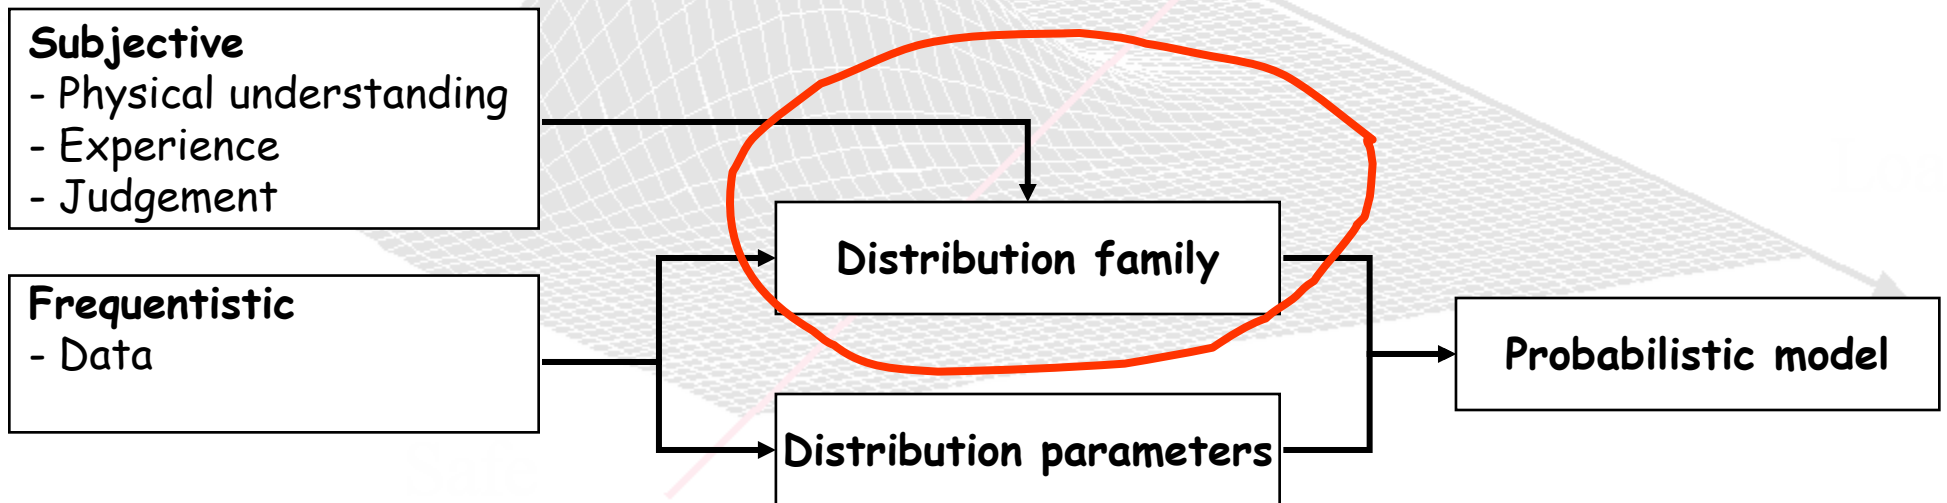 Subjective
- Physical understanding
- Experience
- Judgement
Distribution family
Frequentistic
- Data
Probabilistic model
Distribution parameters